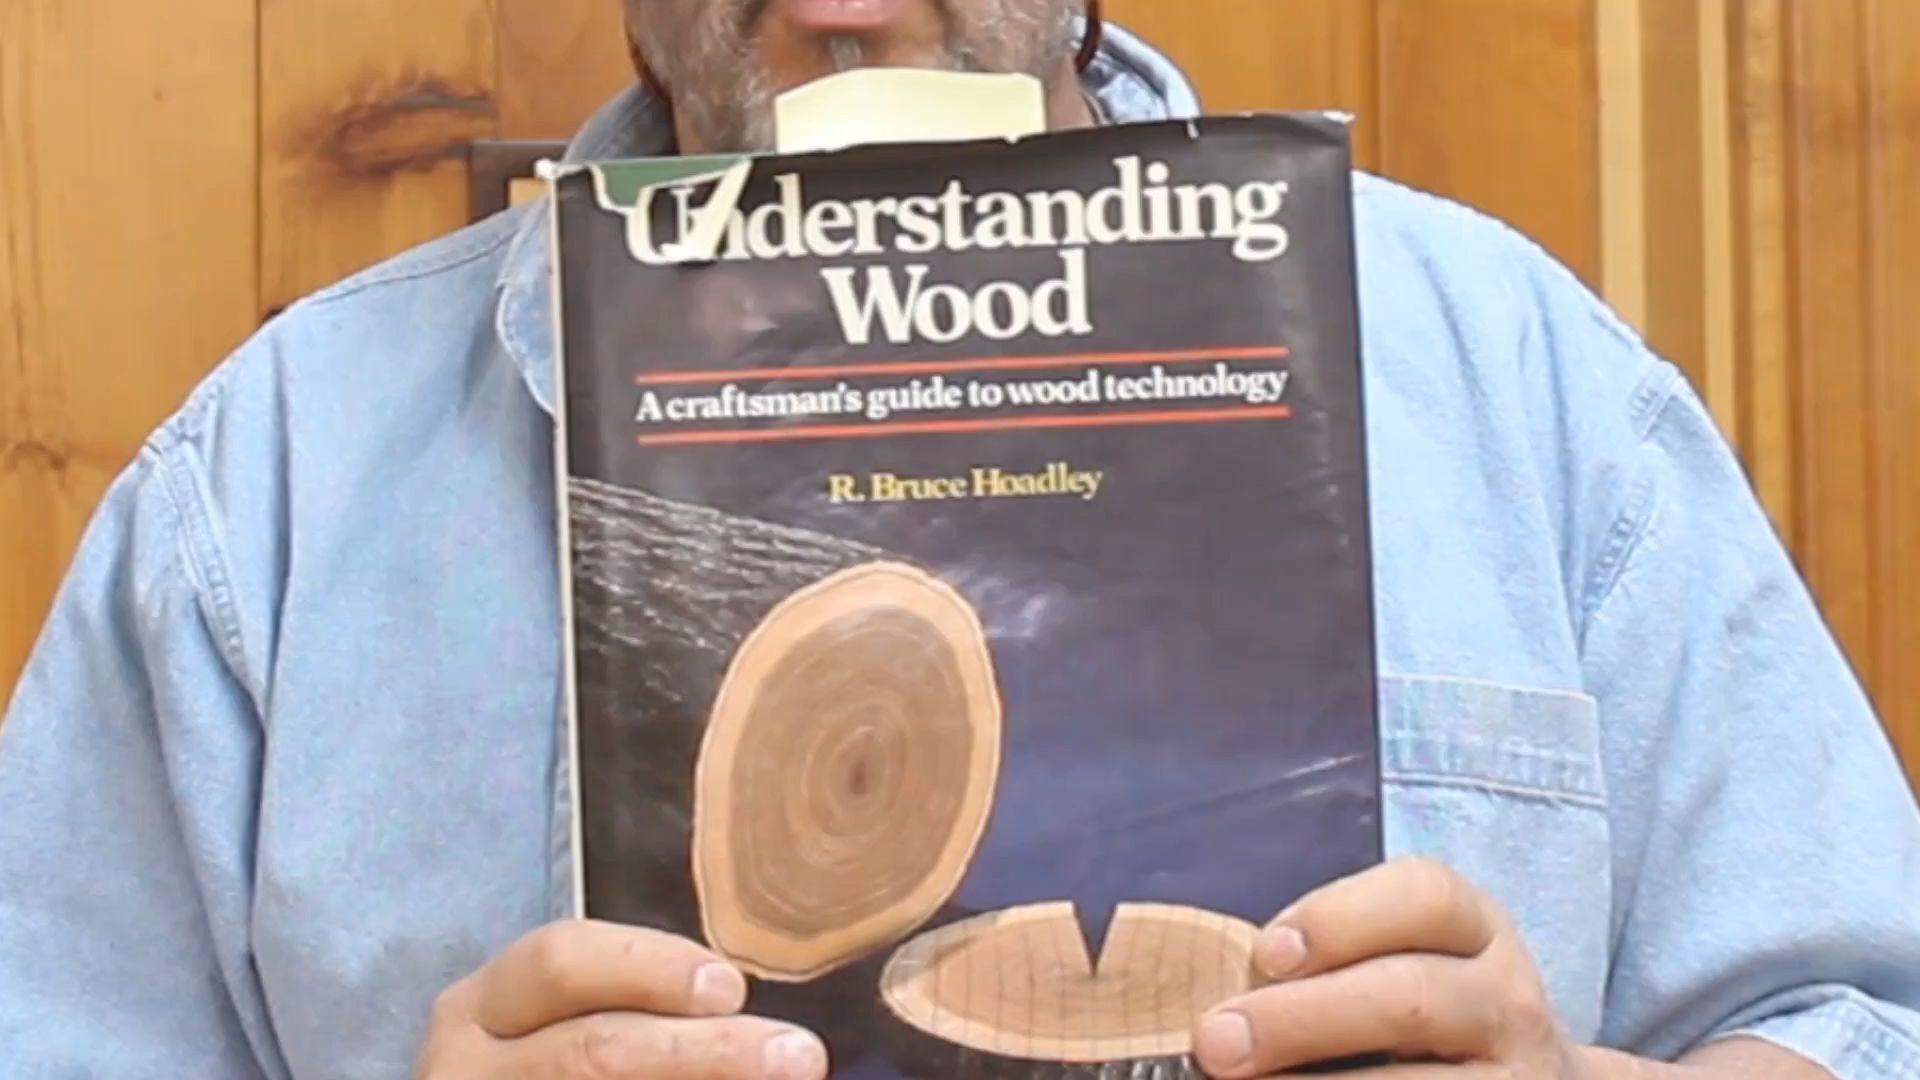 Understanding
Wood
A craftsman's guide to wood technology
R. Bruce Hoadley